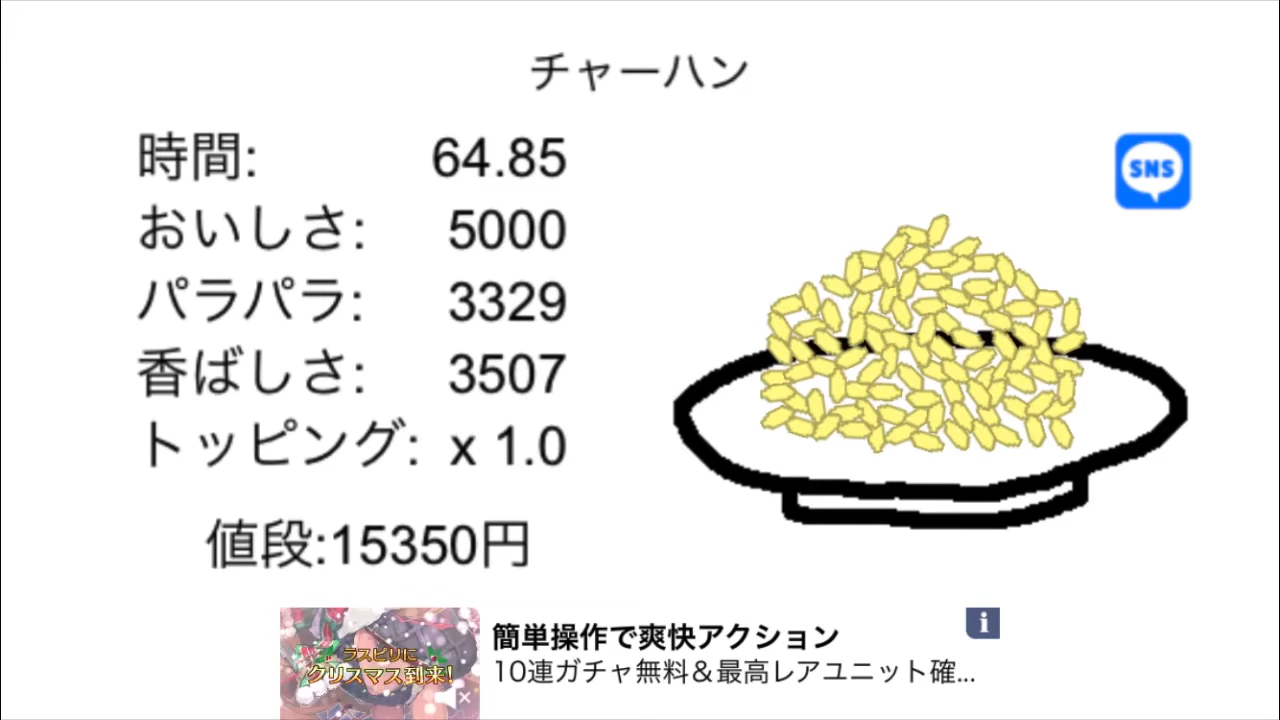 チャーハン
時間: 64.85
SNS
おいしさ: 5000
パラパラ: 3329
香ばしさ: 3507
トッピング: x 1.0
値段:15350円
ラスピリに
クリスマス到来!
簡単操作で爽快アクション
i
10連ガチャ無料&最高レアユニット確...